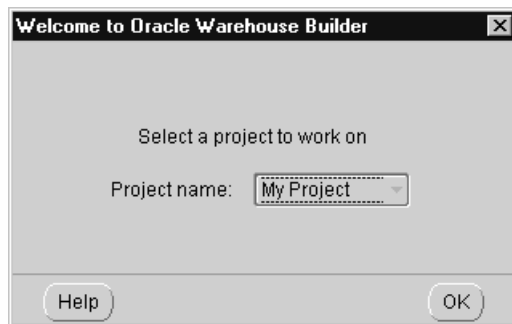 Welcome to Oracle Warehouse Builder
Select a project to work on
Project name: My Project
Help OK